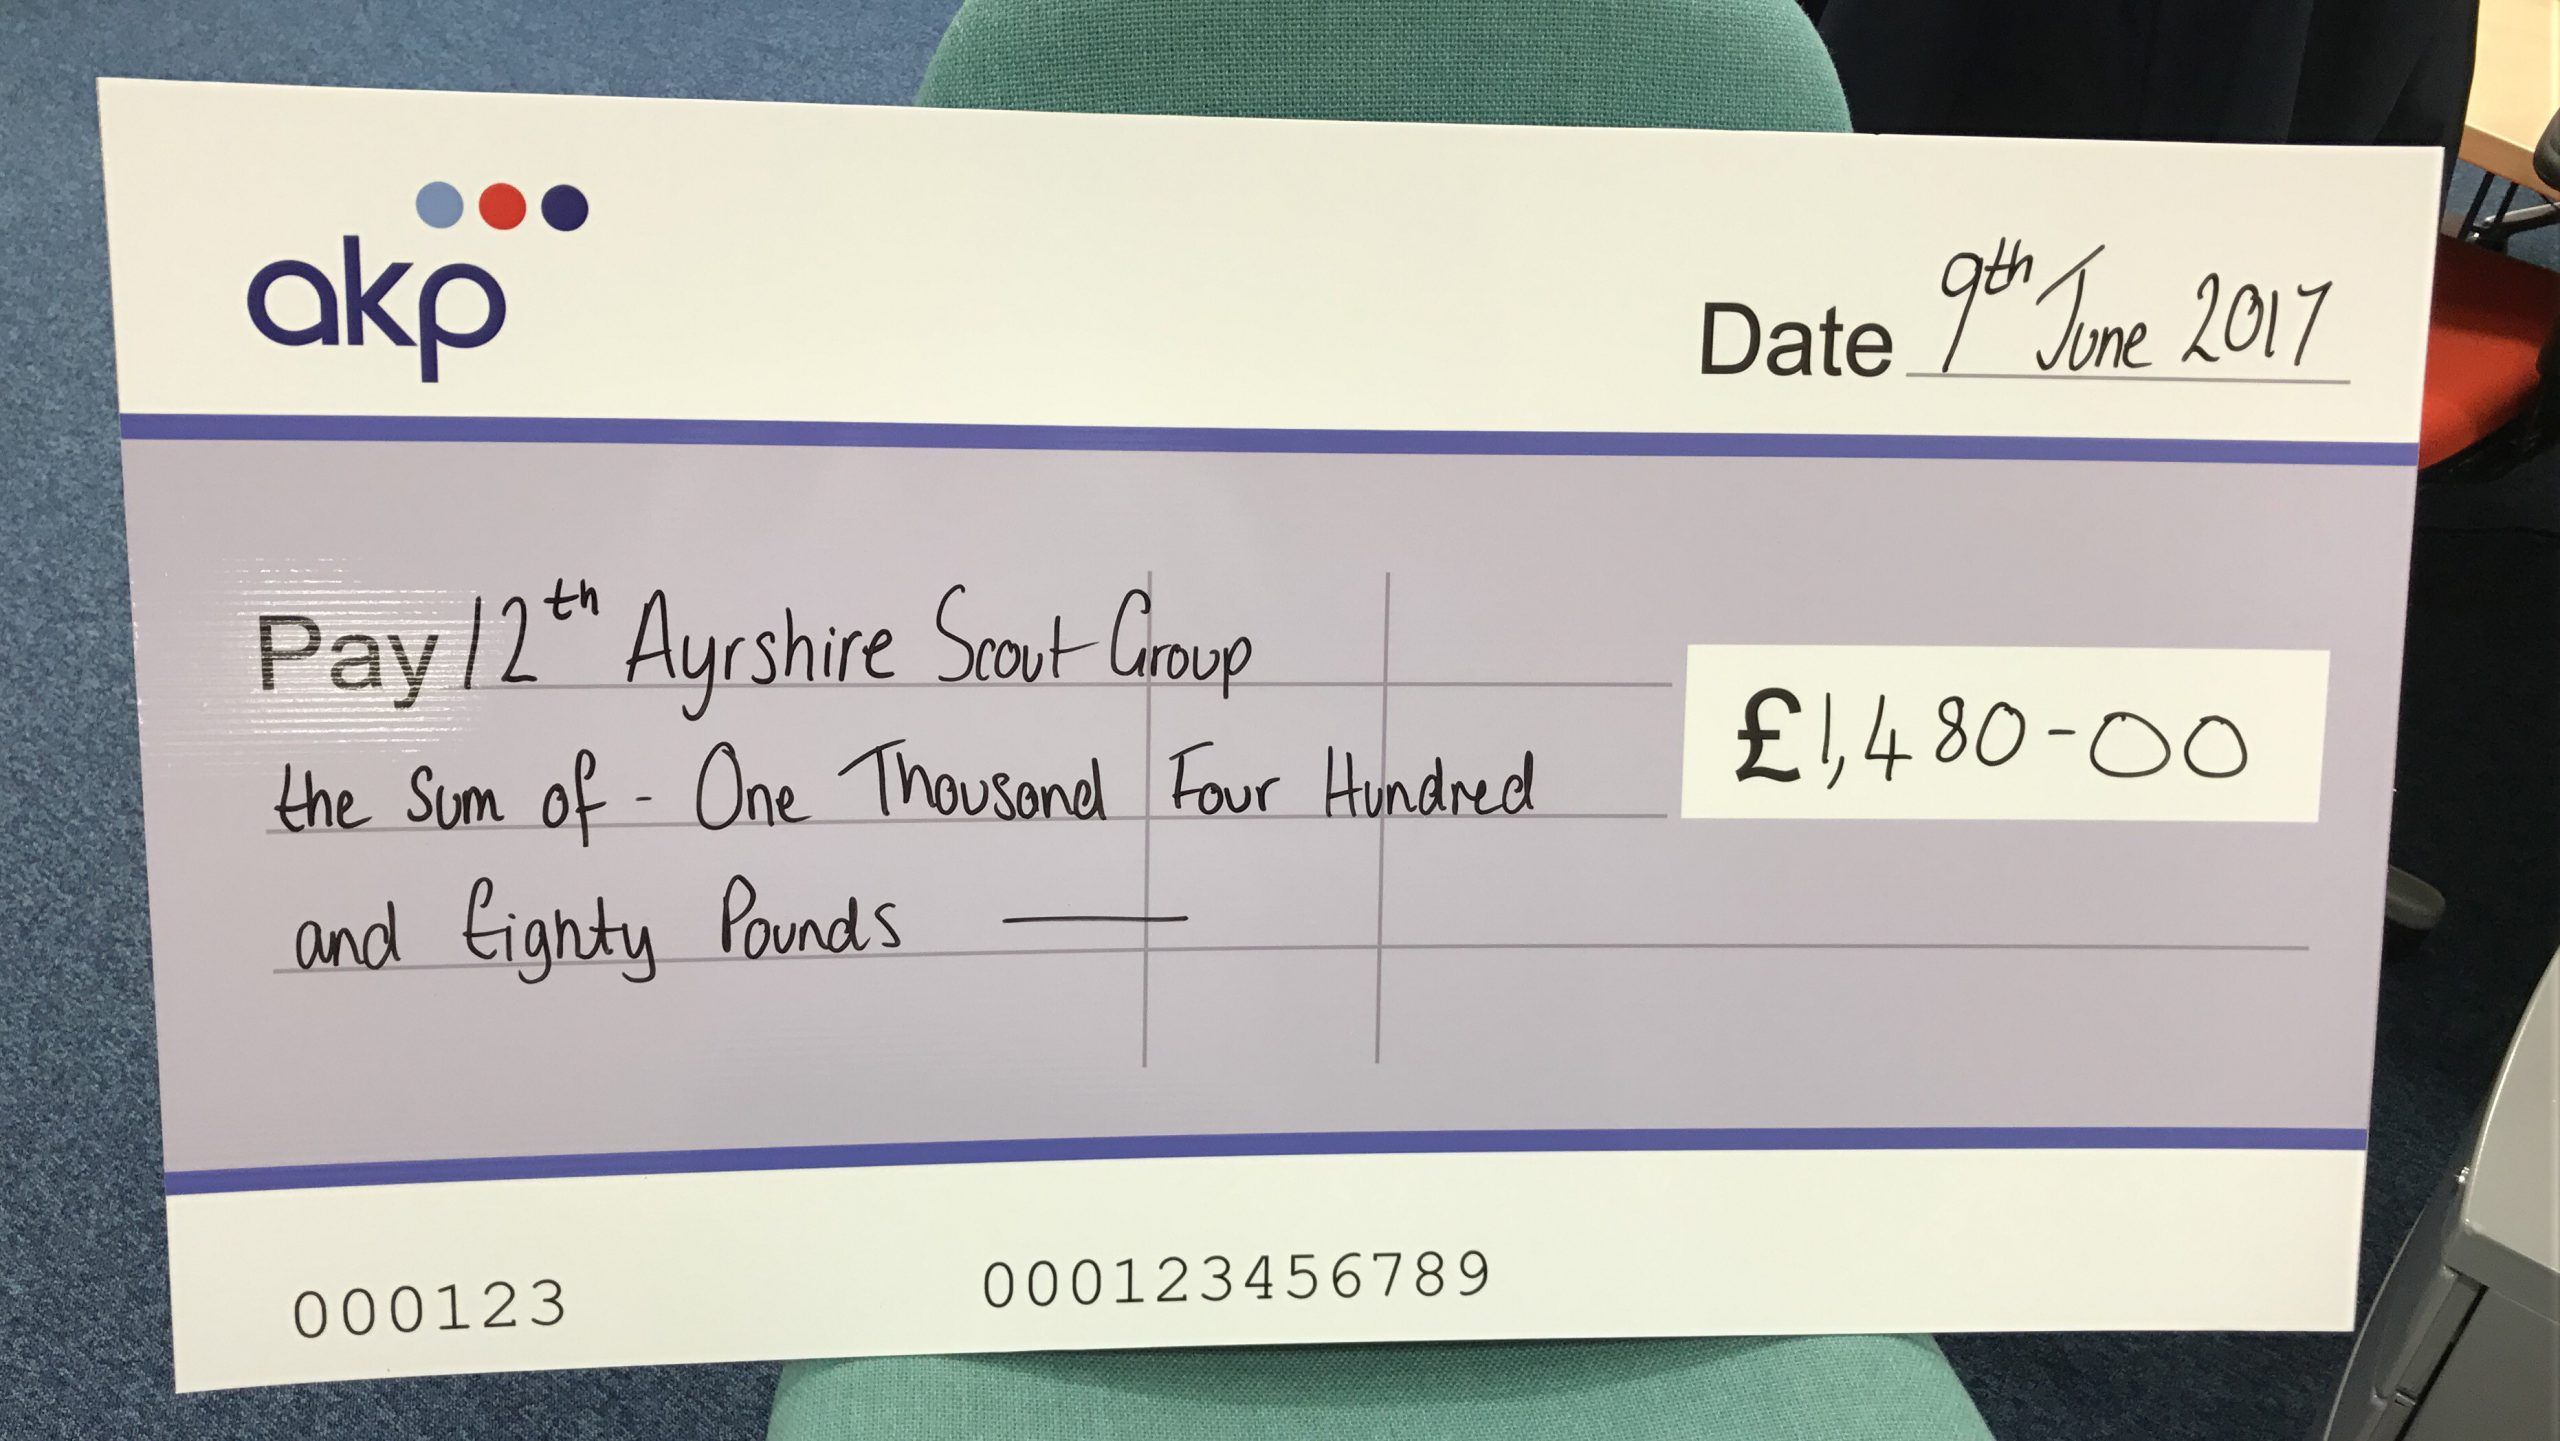 akp
Date 9th June 2017
Pay 12th Ayrshire Scout Group
the sum of - One Thousand Four Hundred
£1,480-00
and Eighty Pounds —
000123 000123456789